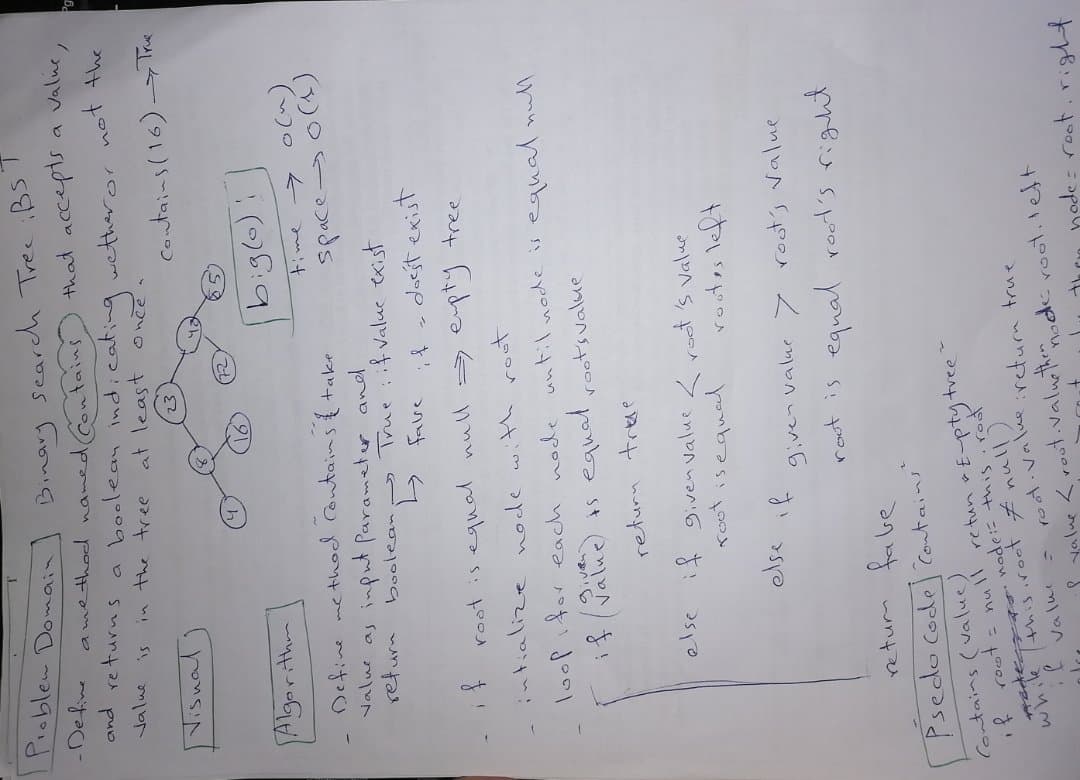 Problem Domain Binary search Tree : BST
- Define a method named Contains that accepts a value,
and returns a boolean indicating wether or not the
value is in the tree at least once.
Visual
contains(16) → True
23
8
42
4
16
22
55
big(o):
time → O(n)
space → O(h)
Algorithm
- Define method "Contains" take
value as input Parameter and
return boolean → True : if value exist
↳ false : if = does't exist
- if root is equal null ⇒ empty tree
- intialize node with root
- loop : for each node until node is equal null
if (given value) is equal roots value
return true
else if given value < root's value
root is equal root's left
else if given value > root's value
root is equal root's right
return false
Psedo Code "Contains"
Contains (value)
if root = null return "Empty tree"
node = this.root
while (this.root ≠ null)
if value = root.value : return true
if value < root.value then node = root.left
value then node = root.right